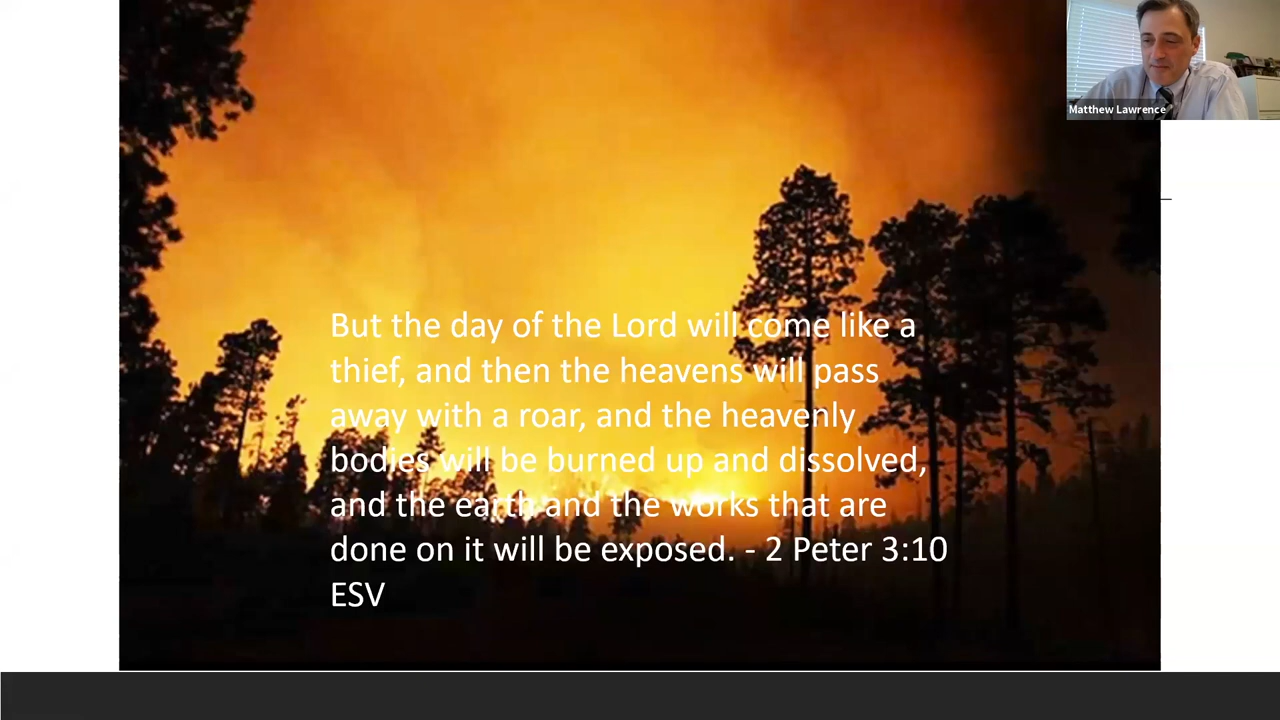 Matthew Lawrence
But the day of the Lord will come like a
thief, and then the heavens will pass
away with a roar, and the heavenly
bodies will be burned up and dissolved,
and the earth and the works that are
done on it will be exposed. - 2 Peter 3:10
ESV